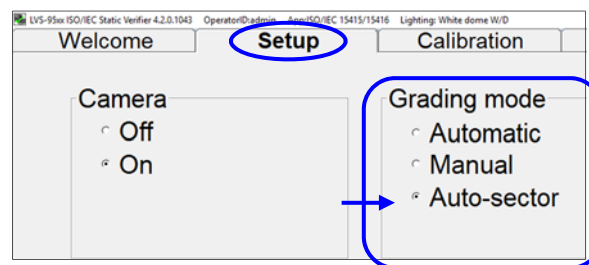 LVS-95xx ISO/IEC Static Verifier 4.2.0.1043 OperatorID:admin App:ISO/IEC 15415/15416 Lighting: White dome W/D
Welcome Setup Calibration
Camera
Off
On
Grading mode
Automatic
Manual
Auto-sector